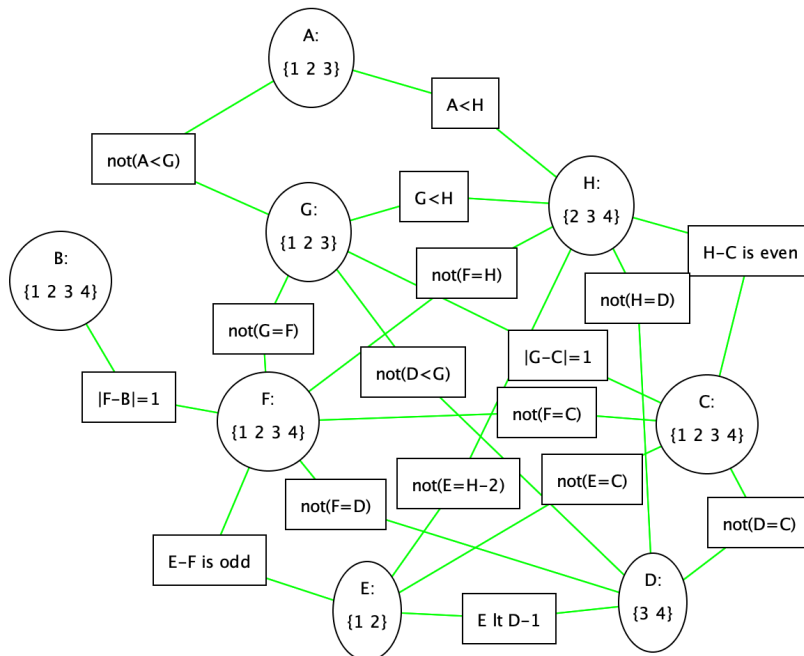 A:
{1 2 3}
A<H
not(A<G)
G:
{1 2 3}
G<H
H:
{2 3 4}
B:
{1 2 3 4}
H-C is even
not(F=H)
not(H=D)
not(G=F)
|G-C|=1
not(D<G)
|F-B|=1
F:
{1 2 3 4}
not(F=C)
C:
{1 2 3 4}
not(E=H-2)
not(E=C)
not(F=D)
not(D=C)
E-F is odd
E:
{1 2}
E lt D-1
D:
{3 4}